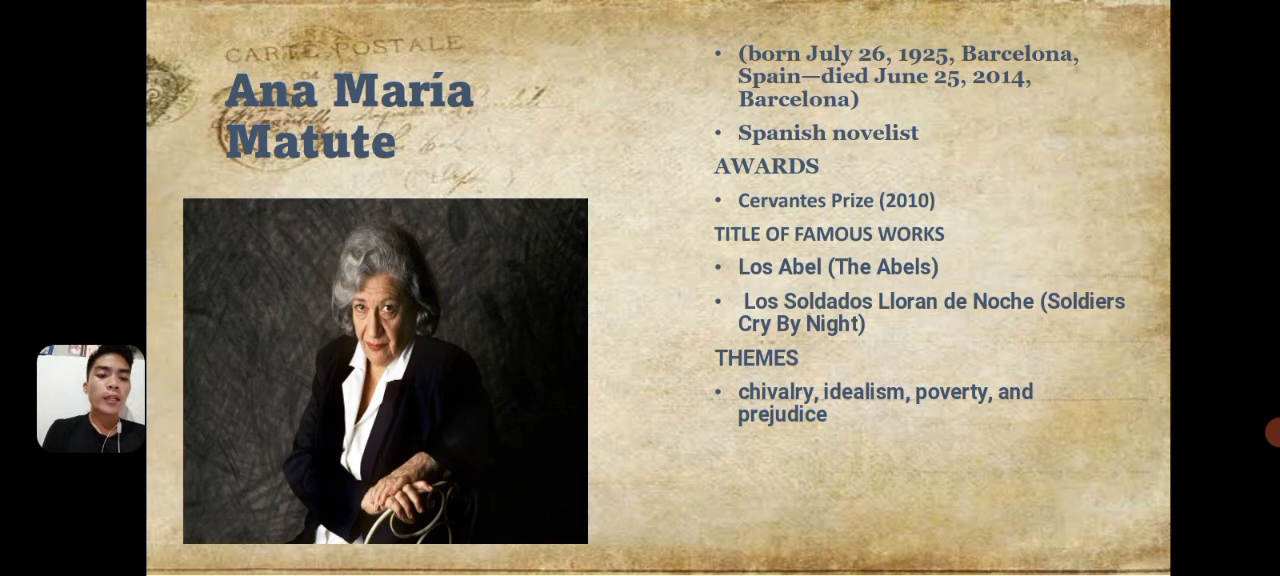 CARTE POSTALE
Ana María
Matute
• (born July 26, 1925, Barcelona,
Spain—died June 25, 2014,
Barcelona)
• Spanish novelist
AWARDS
• Cervantes Prize (2010)
TITLE OF FAMOUS WORKS
• Los Abel (The Abels)
• Los Soldados Lloran de Noche (Soldiers
Cry By Night)
THEMES
• chivalry, idealism, poverty, and
prejudice